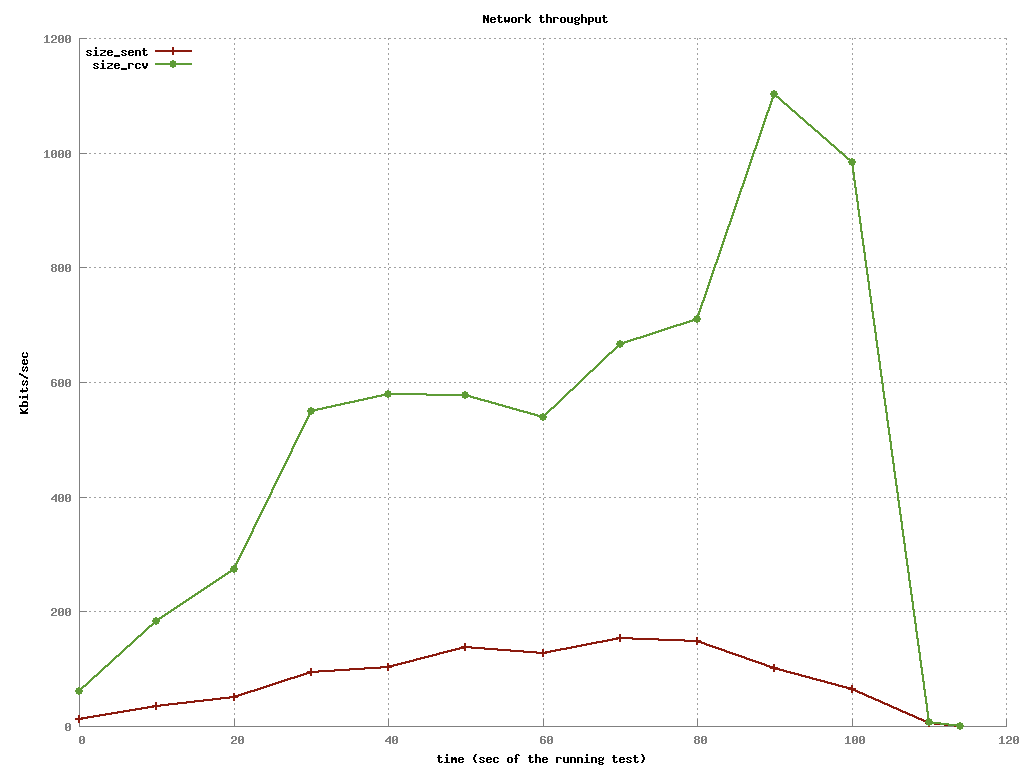 Network throughput
1200
size_sent
size_rcv
1000
800
600
Kbits/sec
400
200
0
0 20 40 60 80 100 120
time (sec of the running test)